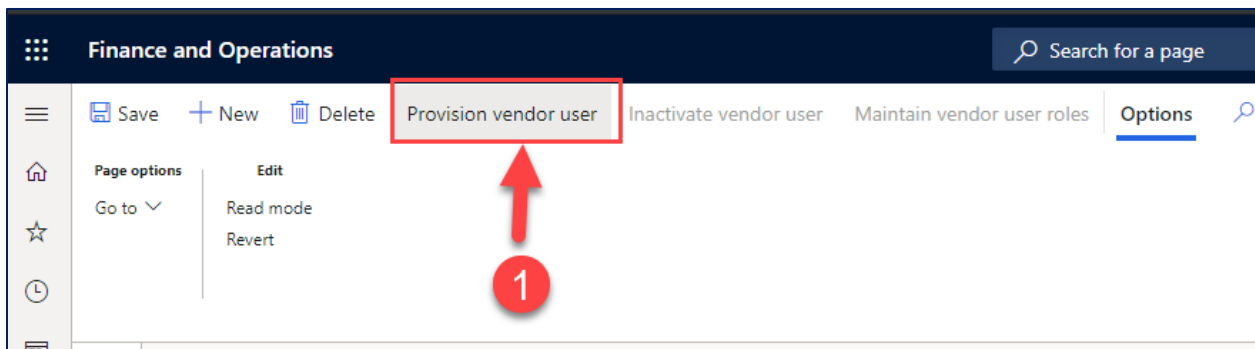 Finance and Operations
Search for a page
Save New Delete Provision vendor user Inactivate vendor user Maintain vendor user roles Options
Page options Edit
Go to Read mode
Revert
1